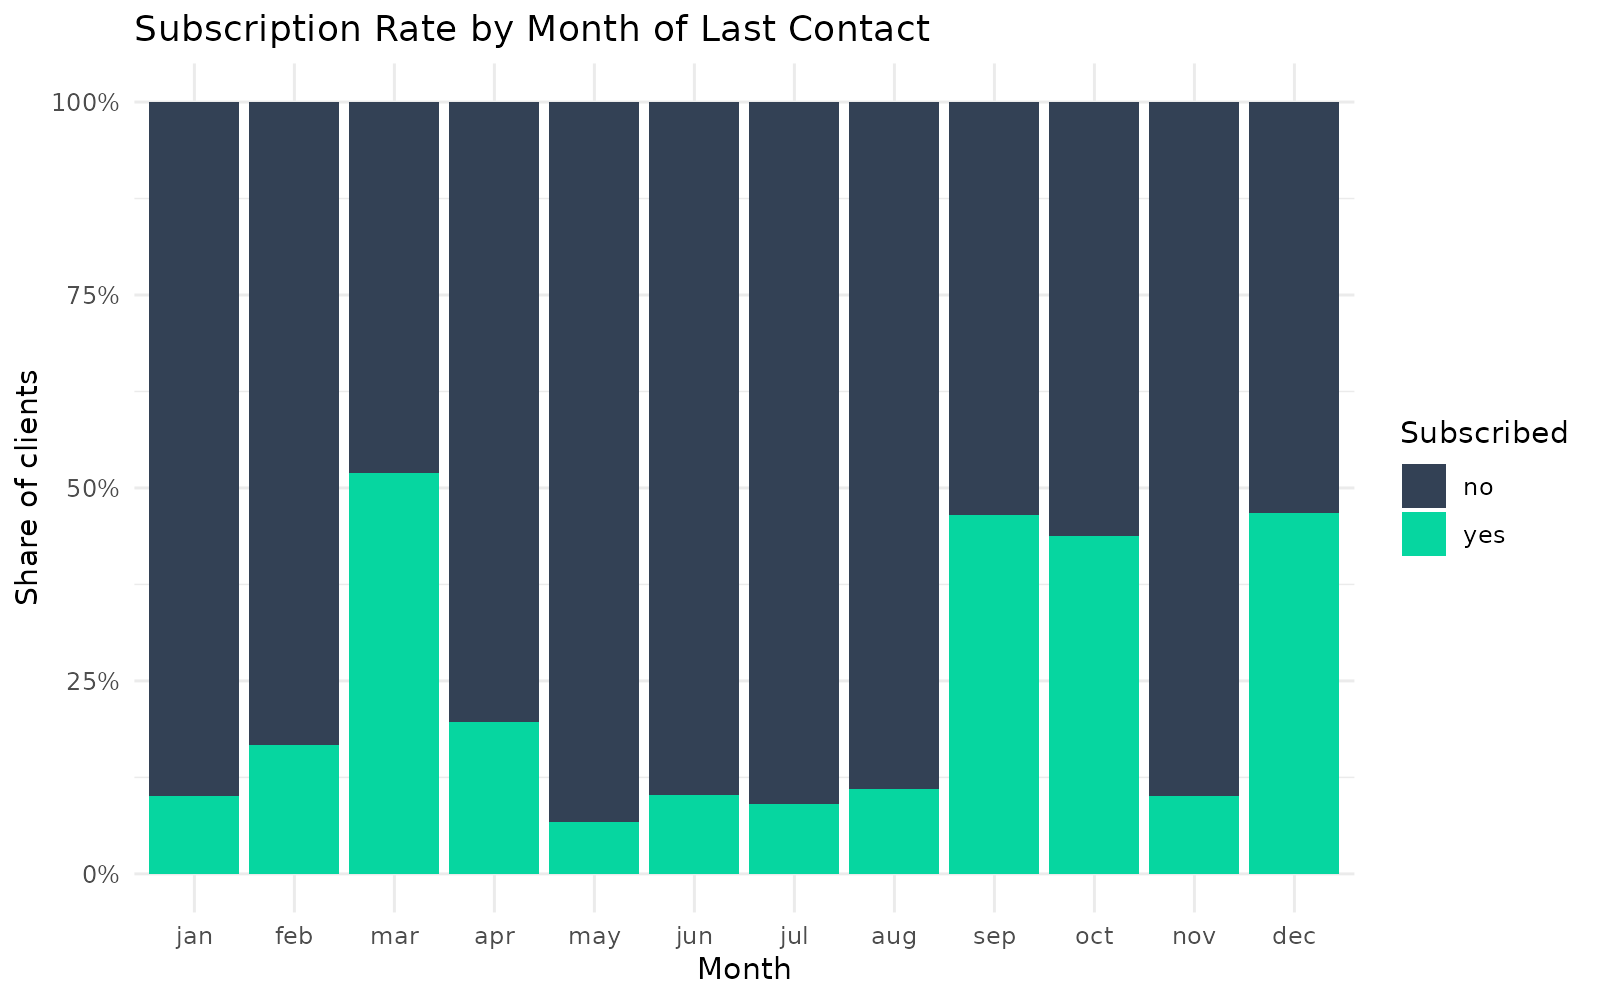 Subscription Rate by Month of Last Contact
100%
75%
50%
25%
0%
Share of clients
jan feb mar apr may jun jul aug sep oct nov dec
Month
Subscribed
no
yes